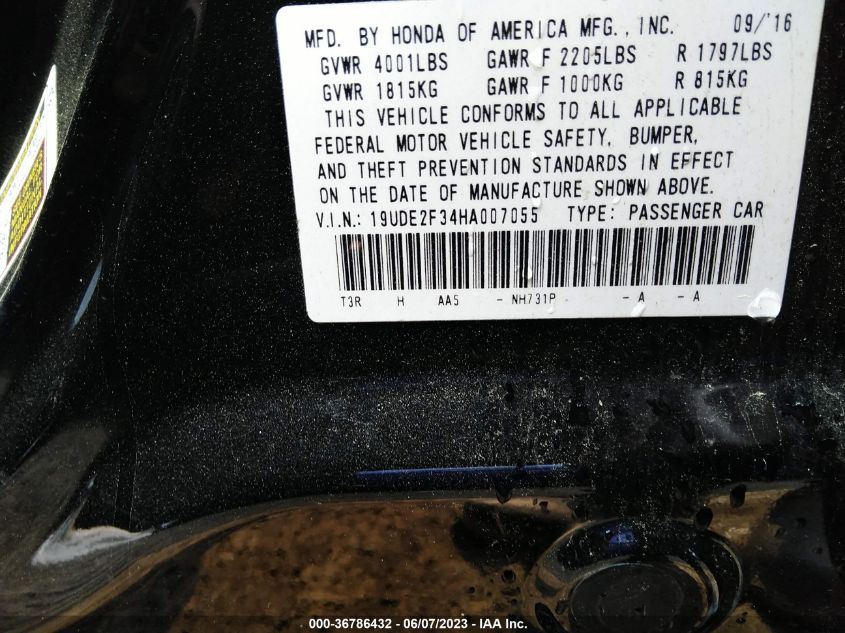 MFD. BY HONDA OF AMERICA MFG., INC. 09/'16
GVWR 4001LBS GAWR F 2205LBS R 1797LBS
GVWR 1815KG GAWR F 1000KG R 815KG
THIS VEHICLE CONFORMS TO ALL APPLICABLE
FEDERAL MOTOR VEHICLE SAFETY, BUMPER,
AND THEFT PREVENTION STANDARDS IN EFFECT
ON THE DATE OF MANUFACTURE SHOWN ABOVE.
V.I.N.: 19UDE2F34HA007055 TYPE: PASSENGER CAR
T3R H AA5 - NH731P - A - A
000-36786432 - 06/07/2023 - IAA Inc.